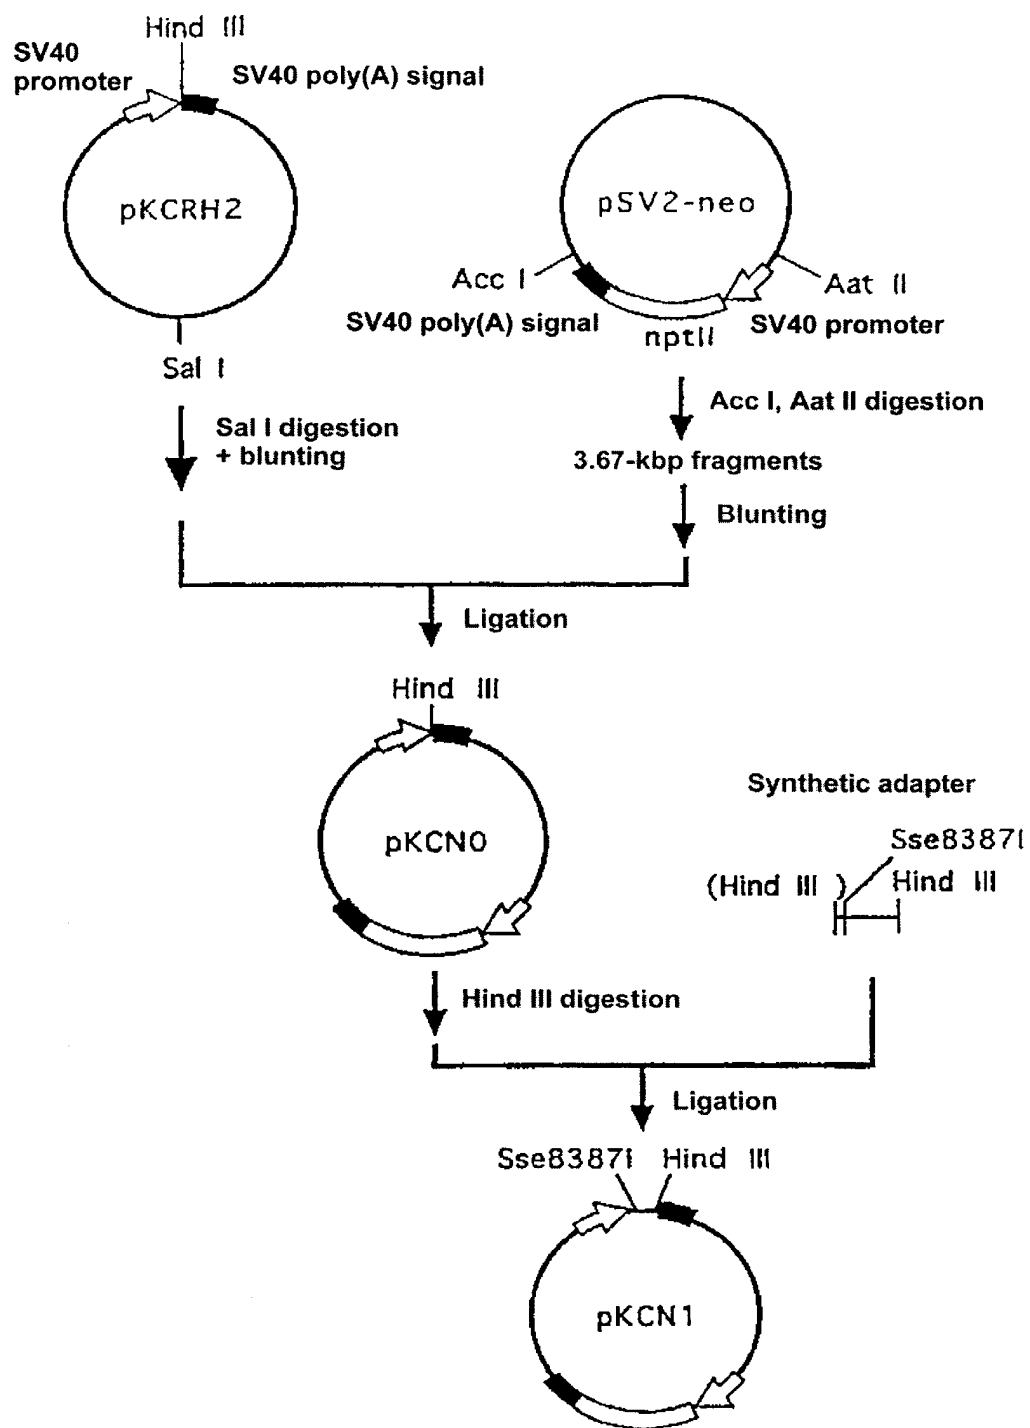 Hind III
SV40
promoter
SV40 poly(A) signal
pKCRH2
Sal I
Sal I digestion
+ blunting
pSV2-neo
Acc I
Aat II
SV40 poly(A) signal
nptII
SV40 promoter
Acc I, Aat II digestion
3.67-kbp fragments
Blunting
Ligation
Hind III
pKCN0
Synthetic adapter
Sse8387I
(Hind III )
Hind III
Hind III digestion
Ligation
Sse8387I Hind III
pKCN1